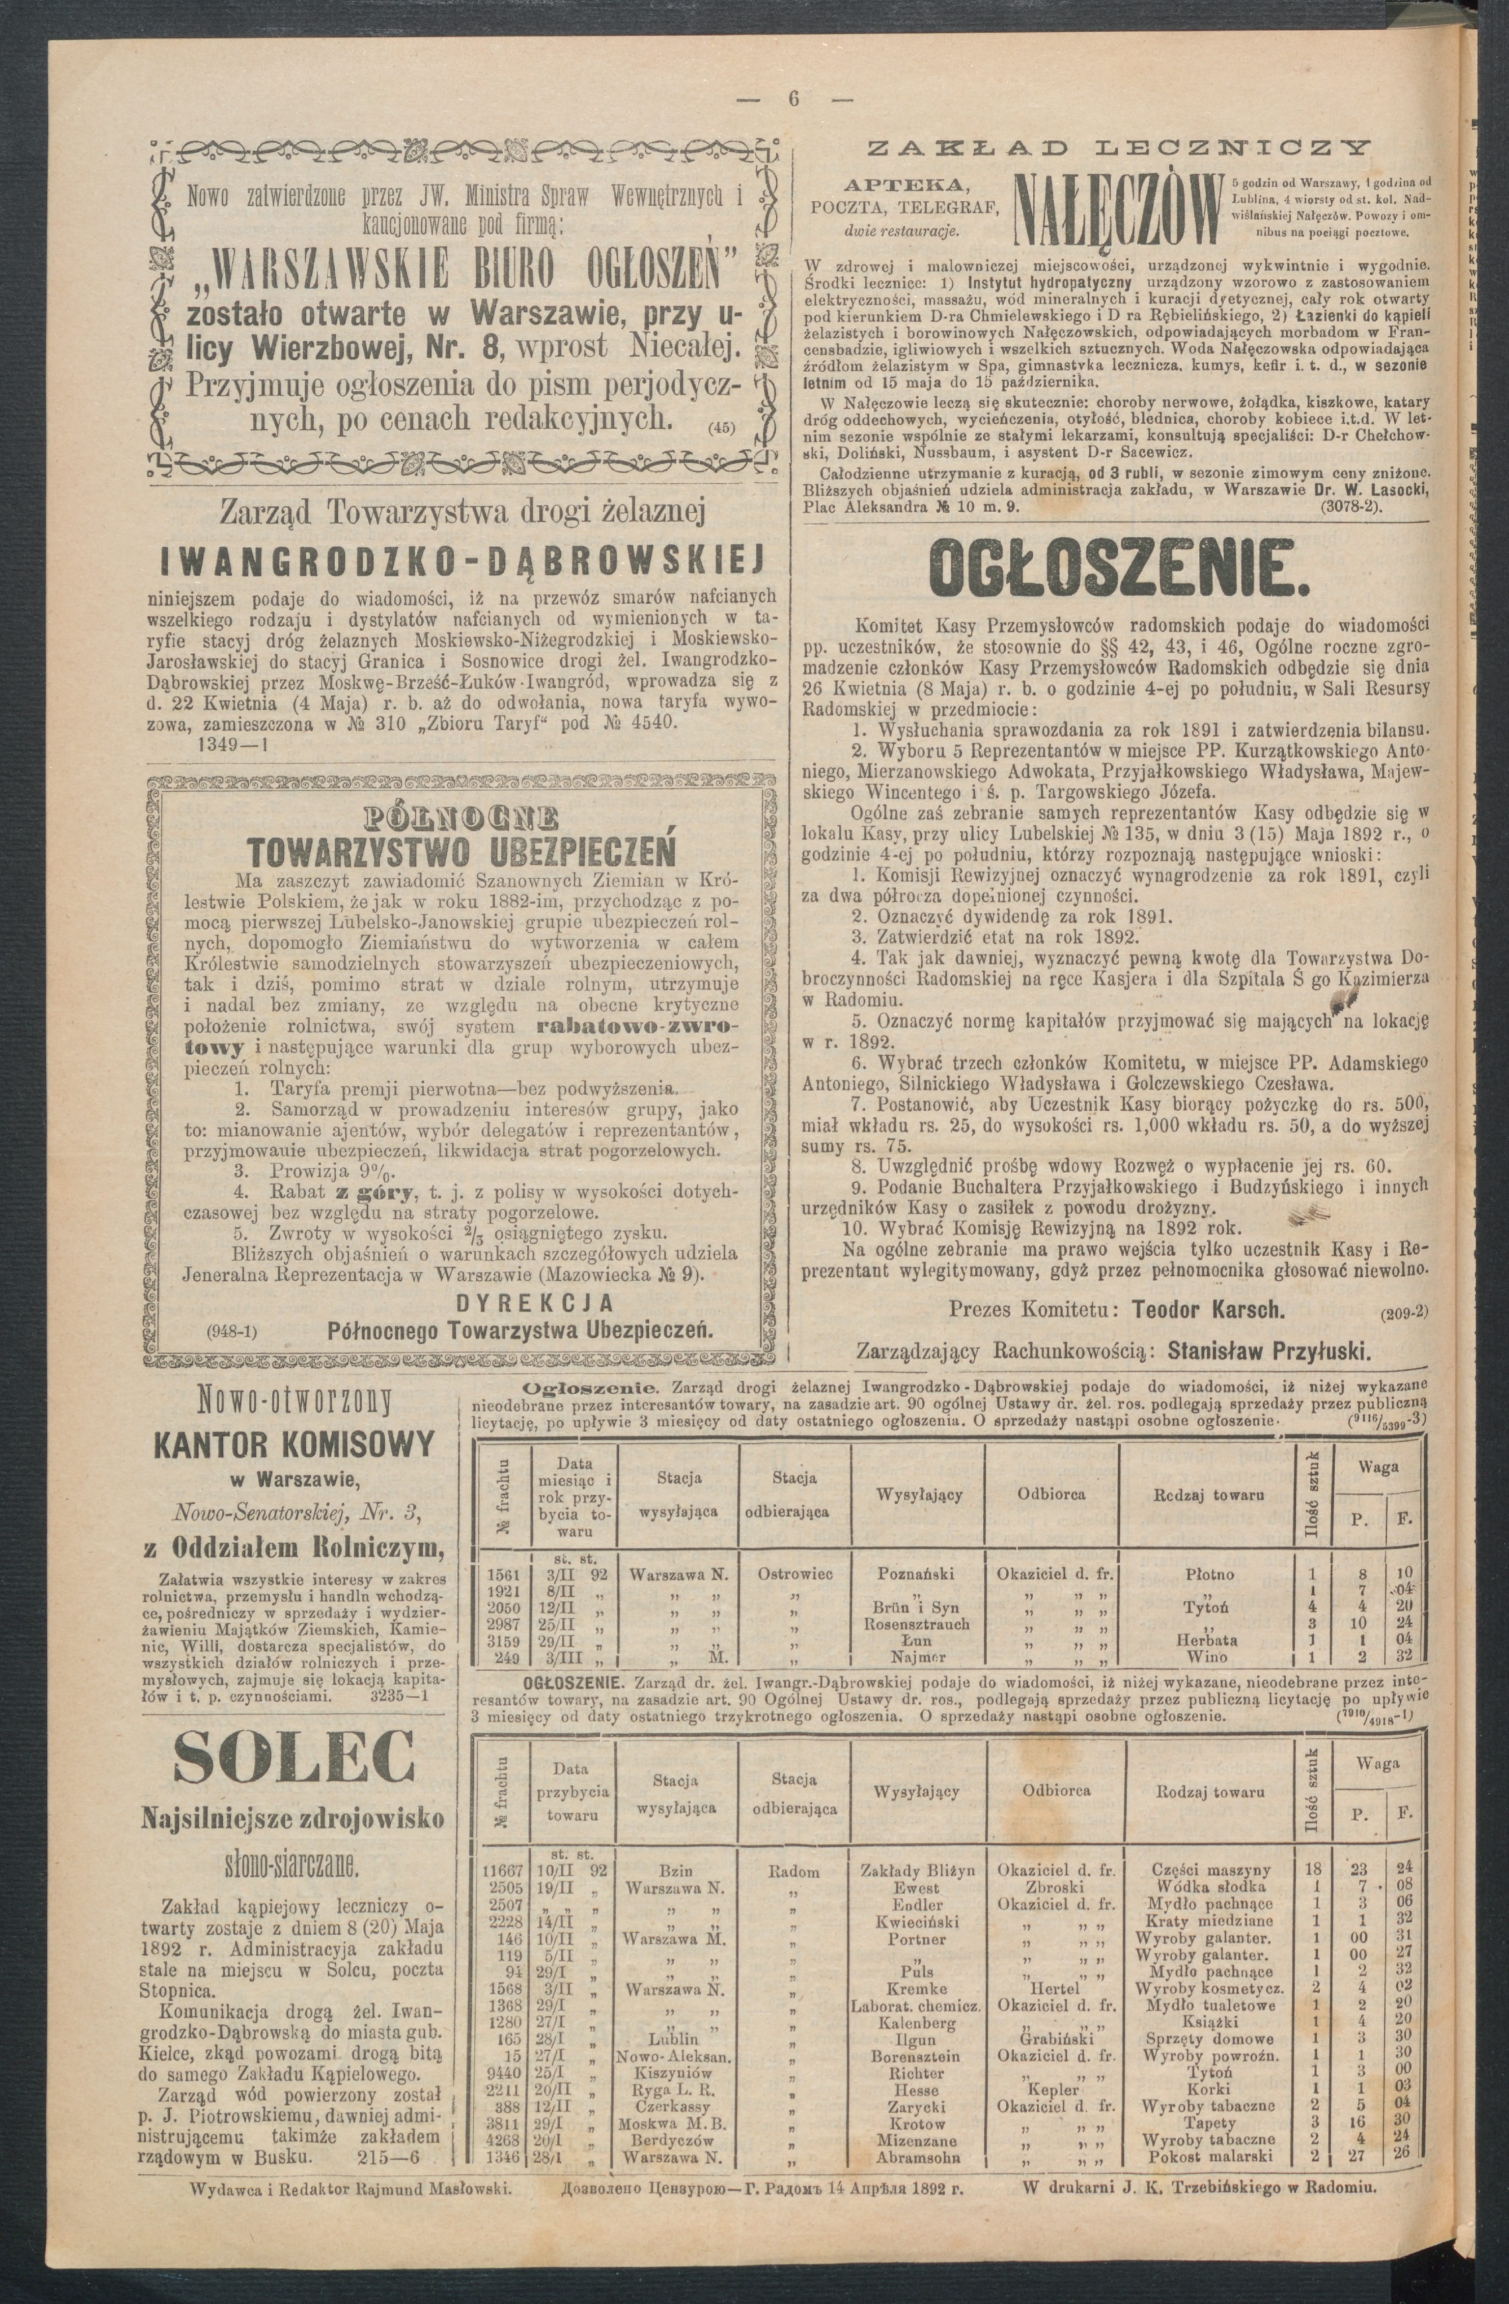 — 6 —
Nowo zatwierdzone przez JW. Ministra Spraw Wewnętrznych i
kaucjonowane pod firmą:
„WARSZAWSKIE BIURO OGŁOSZEŃ”
zostało otwarte w Warszawie, przy u-
licy Wierzbowej, Nr. 8, wprost Niecałej.
Przyjmuje ogłoszenia do pism perjodycz-
nych, po cenach redakcyjnych. (45)
Zarząd Towarzystwa drogi żelaznej
IWANGRODZKO-DĄBROWSKIEJ
niniejszem podaje do wiadomości, iż na przewóz smarów nafcianych
wszelkiego rodzaju i dystylatów nafcianych od wymienionych w ta-
ryfie stacyj dróg żelaznych Moskiewsko-Niżegrodzkiej i Moskiewsko-
Jarosławskiej do stacyj Granica i Sosnowice drogi żel. Iwangrodzko-
Dąbrowskiej przez Moskwę-Brześć-Łuków-Iwangród, wprowadza się z
d. 22 Kwietnia (4 Maja) r. b. aż do odwołania, nowa taryfa wywo-
zowa, zamieszczona w № 310 „Zbioru Taryf“ pod № 4540.
1349—1
PÓŁNOCNE
TOWARZYSTWO UBEZPIECZEŃ
Ma zaszczyt zawiadomić Szanownych Ziemian w Kró-
lestwie Polskiem, że jak w roku 1882-im, przychodząc z po-
mocą pierwszej Lubelsko-Janowskiej grupie ubezpieczeń rol-
nych, dopomogło Ziemiaństwu do wytworzenia w całem
Królestwie samodzielnych stowarzyszeń ubezpieczeniowych,
tak i dziś, pomimo strat w dziale rolnym, utrzymuje
i nadal bez zmiany, ze względu na obecne krytyczne
położenie rolnictwa, swój system rabatowo-zwro-
towy i następujące warunki dla grup wyborowych ubez-
pieczeń rolnych:
1. Taryfa premji pierwotna—bez podwyższenia.
2. Samorząd w prowadzeniu interesów grupy, jako
to: mianowanie ajentów, wybór delegatów i reprezentantów,
przyjmowanie ubezpieczeń, likwidacja strat pogorzelowych.
3. Prowizja 9%.
4. Rabat z góry, t. j. z polisy w wysokości dotych-
czasowej bez względu na straty pogorzelowe.
5. Zwroty w wysokości 2/3 osiągniętego zysku.
Bliższych objaśnień o warunkach szczegółowych udziela
Jeneralna Reprezentacja w Warszawie (Mazowiecka № 9).
DYREKCJA
(948-1) Północnego Towarzystwa Ubezpieczeń.
ZAKŁAD LECZNICZY
APTEKA,
POCZTA, TELEGRAF,
dwie restauracje.
NAŁĘCZÓW
5 godzin od Warszawy, 1 godzina od
Lublina, 4 wiorsty od st. kol. Nad-
wiślańskiej Nałęczów. Powozy i om-
nibus na pociągi pocztowe.
W zdrowej i malowniczej miejscowości, urządzonej wykwintnie i wygodnie.
Środki lecznice: 1) Instytut hydropatyczny urządzony wzorowo z zastosowaniem
elektryczności, massażu, wód mineralnych i kuracji dyetycznej, cały rok otwarty
pod kierunkiem D-ra Chmielewskiego i D ra Rębielińskiego, 2) Łazienki do kąpieli
żelazistych i borowinowych Nałęczowskich, odpowiadających morbadom w Fran-
censbadzie, igliwiowych i wszelkich sztucznych. Woda Nałęczowska odpowiadająca
źródłom żelazistym w Spa, gimnastyka lecznicza. kumys, kefir i. t. d., w sezonie
letnim od 15 maja do 15 października.
W Nałęczowie leczą się skutecznie: choroby nerwowe, żołądka, kiszkowe, katary
dróg oddechowych, wycieńczenia, otyłość, blednica, choroby kobiece i.t.d. W let-
nim sezonie wspólnie ze stałymi lekarzami, konsultują specjaliści: D-r Chełchow-
ski, Doliński, Nussbaum, i asystent D-r Sacewicz.
Całodzienne utrzymanie z kuracją, od 3 rubli, w sezonie zimowym ceny zniżone.
Bliższych objaśnień udziela administracja zakładu, w Warszawie Dr. W. Lasocki,
Plac Aleksandra № 10 m. 9. (3078-2).
OGŁOSZENIE.
Komitet Kasy Przemysłowców radomskich podaje do wiadomości
pp. uczestników, że stosownie do §§ 42, 43, i 46, Ogólne roczne zgro-
madzenie członków Kasy Przemysłowców Radomskich odbędzie się dnia
26 Kwietnia (8 Maja) r. b. o godzinie 4-ej po południu, w Sali Resursy
Radomskiej w przedmiocie:
1. Wysłuchania sprawozdania za rok 1891 i zatwierdzenia bilansu.
2. Wyboru 5 Reprezentantów w miejsce PP. Kurzątkowskiego Anto-
niego, Mierzanowskiego Adwokata, Przyjałkowskiego Władysława, Majew-
skiego Wincentego i ś. p. Targowskiego Józefa.
Ogólne zaś zebranie samych reprezentantów Kasy odbędzie się w
lokalu Kasy, przy ulicy Lubelskiej № 135, w dniu 3 (15) Maja 1892 r., o
godzinie 4-ej po południu, którzy rozpoznają następujące wnioski:
1. Komisji Rewizyjnej oznaczyć wynagrodzenie za rok 1891, czyli
za dwa półrocza dopełnionej czynności.
2. Oznaczyć dywidendę za rok 1891.
3. Zatwierdzić etat na rok 1892.
4. Tak jak dawniej, wyznaczyć pewną kwotę dla Towarzystwa Do-
broczynności Radomskiej na ręce Kasjera i dla Szpitala Ś go Kazimierza
w Radomiu.
5. Oznaczyć normę kapitałów przyjmować się mających na lokację
w r. 1892.
6. Wybrać trzech członków Komitetu, w miejsce PP. Adamskiego
Antoniego, Silnickiego Władysława i Golczewskiego Czesława.
7. Postanowić, aby Uczestnik Kasy biorący pożyczkę do rs. 500,
miał wkładu rs. 25, do wysokości rs. 1,000 wkładu rs. 50, a do wyższej
sumy rs. 75.
8. Uwzględnić prośbę wdowy Rozwęż o wypłacenie jej rs. 60.
9. Podanie Buchaltera Przyjałkowskiego i Budzyńskiego i innych
urzędników Kasy o zasiłek z powodu drożyzny.
10. Wybrać Komisję Rewizyjną na 1892 rok.
Na ogólne zebranie ma prawo wejścia tylko uczestnik Kasy i Re-
prezentant wylegitymowany, gdyż przez pełnomocnika głosować niewolno.
Prezes Komitetu: Teodor Karsch. (209-2)
Zarządzający Rachunkowością: Stanisław Przyłuski.
Nowo-otworzony
KANTOR KOMISOWY
w Warszawie,
Nowo-Senatorskiej, Nr. 3,
z Oddziałem Rolniczym,
Załatwia wszystkie interesy w zakres
rolnictwa, przemysłu i handln wchodzą-
ce, pośredniczy w sprzedaży i wydzier-
żawieniu Majątków Ziemskich, Kamie-
nic, Willi, dostarcza specjalistów, do
wszystkich działów rolniczych i prze-
mysłowych, zajmuje się lokacją kapita-
łów i t. p. czynnościami. 3235—1
SOLEC
Najsilniejsze zdrojowisko
słono-siarczane.
Zakład kąpiejowy leczniczy o-
twarty zostaje z dniem 8 (20) Maja
1892 r. Administracyja zakładu
stale na miejscu w Solcu, poczta
Stopnica.
Komunikacja drogą żel. Iwan-
grodzko-Dąbrowską do miasta gub.
Kielce, zkąd powozami drogą bitą
do samego Zakładu Kąpielowego.
Zarząd wód powierzony został
p. J. Piotrowskiemu, dawniej admi-
nistrującemu takimże zakładem
rządowym w Busku. 215—6
Ogłoszenie. Zarząd drogi żelaznej Iwangrodzko-Dąbrowskiej podaje do wiadomości, iż niżej wykazane
nieodebrane przez interesantów towary, na zasadzie art. 90 ogólnej Ustawy dr. żel. ros. podlegają sprzedaży przez publiczną
licytację, po upływie 3 miesięcy od daty ostatniego ogłoszenia. O sprzedaży nastąpi osobne ogłoszenie. (9116/5399-3)
№ frachtu | Data miesiąc i rok przy-bycia to-waru | Stacja wysyłająca | Stacja odbierająca | Wysyłający | Odbiorca | Rodzaj towaru | Ilość sztuk | Waga P. | F.
st. st.
1561 | 3/II 92 | Warszawa N. | Ostrowiec | Poznański | Okaziciel d. fr. | Płotno | 1 | 8 | 10
1921 | 8/II „ | „ „ | „ | „ | „ „ „ | „ | 1 | 7 | 04
2050 | 12/II „ | „ „ | „ | Brün i Syn | „ „ „ | Tytoń | 4 | 4 | 20
2987 | 25/II „ | „ „ | „ | Rosensztrauch | „ „ „ | „ | 3 | 10 | 24
3159 | 29/II „ | „ „ | „ | Łun | „ „ „ | Herbata | 1 | 1 | 04
249 | 3/III „ | „ M. | „ | Najmer | „ „ „ | Wino | 1 | 2 | 32
OGŁOSZENIE. Zarząd dr. żel. Iwangr.-Dąbrowskiej podaje do wiadomości, iż niżej wykazane, nieodebrane przez inte-
resantów towary, na zasadzie art. 90 Ogólnej Ustawy dr. ros., podlegają sprzedaży przez publiczną licytację po upływie
3 miesięcy od daty ostatniego trzykrotnego ogłoszenia. O sprzedaży nastąpi osobne ogłoszenie. (7910/4918-1)
№ frachtu | Data przybycia towaru | Stacja wysyłająca | Stacja odbierająca | Wysyłający | Odbiorca | Rodzaj towaru | Ilość sztuk | Waga P. | F.
st. st.
11667 | 10/II 92 | Bzin | Radom | Zakłady Bliżyn | Okaziciel d. fr. | Części maszyny | 18 | 23 | 24
2505 | 19/II „ | Warszawa N. | „ | Ewest | Zbroski | Wódka słodka | 1 | 7 | 08
2507 | „ „ „ | „ „ | „ | Endler | Okaziciel d. fr. | Mydło pachnące | 1 | 3 | 06
2228 | 14/II „ | „ „ | „ | Kwieciński | „ „ „ | Kraty miedziane | 1 | 1 | 32
146 | 10/II „ | Warszawa M. | „ | Portner | „ „ „ | Wyroby galanter. | 1 | 00 | 31
119 | 5/II „ | „ „ | „ | „ | „ „ „ | Wyroby galanter. | 1 | 00 | 27
94 | 29/I „ | „ „ | „ | Puls | „ „ „ | Mydło pachnące | 1 | 2 | 32
1568 | 3/II „ | Warszawa N. | „ | Kremke | Hertel | Wyroby kosmetycz. | 2 | 4 | 02
1368 | 29/I „ | „ „ | „ | Laborat. chemicz. | Okaziciel d. fr. | Mydło tualetowe | 1 | 2 | 20
1280 | 27/I „ | „ „ | „ | Kalenberg | „ „ „ | Książki | 1 | 4 | 20
165 | 28/I „ | Lublin | „ | Ilgun | Grabiński | Sprzęty domowe | 1 | 3 | 30
15 | 27/I „ | Nowo-Aleksan. | „ | Borensztein | Okaziciel d. fr. | Wyroby powroźn. | 1 | 1 | 30
9440 | 25/I „ | Kiszyniów | „ | Richter | „ „ „ | Tytoń | 1 | 3 | 00
2211 | 20/II „ | Ryga L. R. | „ | Hesse | Kepler | Korki | 1 | 1 | 03
388 | 12/II „ | Czerkassy | „ | Zarycki | Okaziciel d. fr. | Wyroby tabaczne | 2 | 5 | 04
3811 | 29/I „ | Moskwa M.B. | „ | Krotow | „ „ „ | Tapety | 3 | 16 | 30
4268 | 20/I „ | Berdyczów | „ | Mizenzane | „ „ „ | Wyroby tabaczne | 2 | 4 | 24
1346 | 28/I „ | Warszawa N. | „ | Abramsohn | „ „ „ | Pokost malarski | 2 | 27 | 26
Wydawca i Redaktor Rajmund Masłowski. Дозволено Цензурою—Г. Радомъ 14 Апрѣля 1892 г. W drukarni J. K. Trzebińskiego w Radomiu.